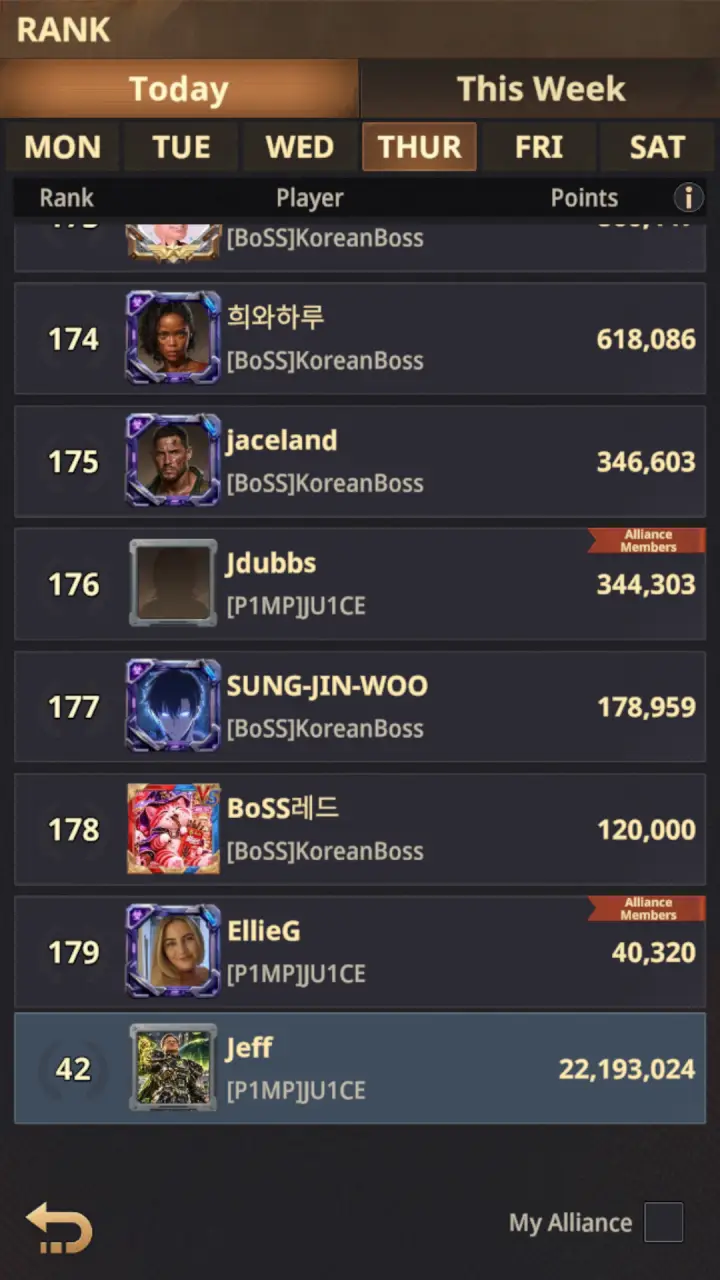 RANK
Today
This Week
MON
TUE
WED
THUR
FRI
SAT
Rank
Player
Points
[BoSS]KoreanBoss
174
희와하루
[BoSS]KoreanBoss
618,086
175
jaceland
[BoSS]KoreanBoss
346,603
Alliance
Members
176
Jdubbs
[P1MP]JU1CE
344,303
177
SUNG-JIN-WOO
[BoSS]KoreanBoss
178,959
178
BoSS레드
[BoSS]KoreanBoss
120,000
Alliance
Members
179
EllieG
[P1MP]JU1CE
40,320
42
Jeff
[P1MP]JU1CE
22,193,024
My Alliance